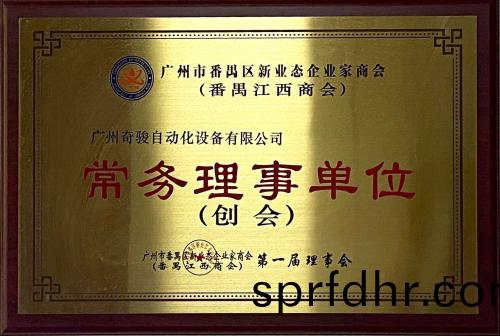 广州市番禺区新业态企业家商会
(番禺江西商会)
广州奇骏自动化设备有限公司
常务理事单位
(创会)
广州市番禺区新业态企业家商会
(番禺江西商会)
第一届理事会
sprfdhr.com